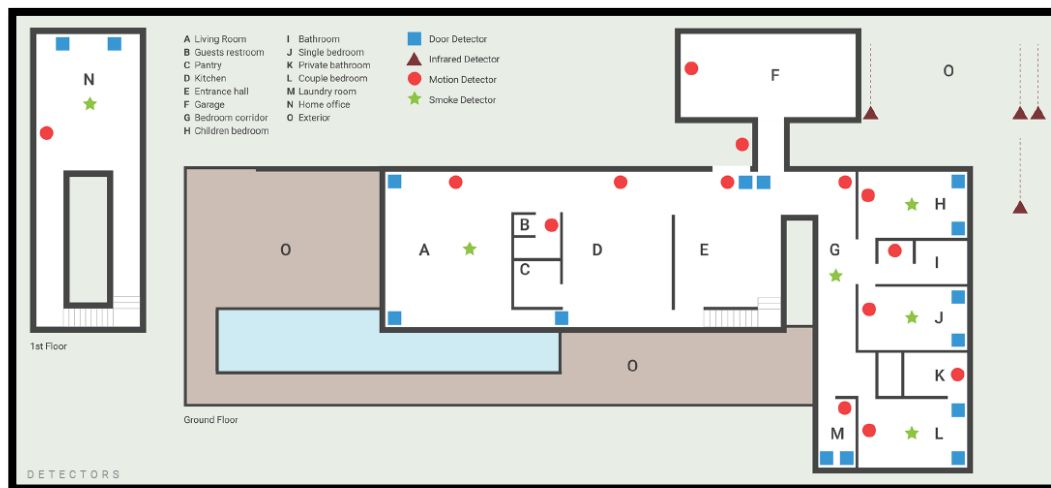 A Living Room
B Guests restroom
C Pantry
D Kitchen
E Entrance hall
F Garage
G Bedroom corridor
H Children bedroom
I Bathroom
J Single bedroom
K Private bathroom
L Couple bedroom
M Laundry room
N Home office
O Exterior
Door Detector
Infrared Detector
Motion Detector
Smoke Detector
N
1st Floor
F
O
O
A
B
C
D
E
G
H
I
J
K
L
M
O
Ground Floor
DETECTORS